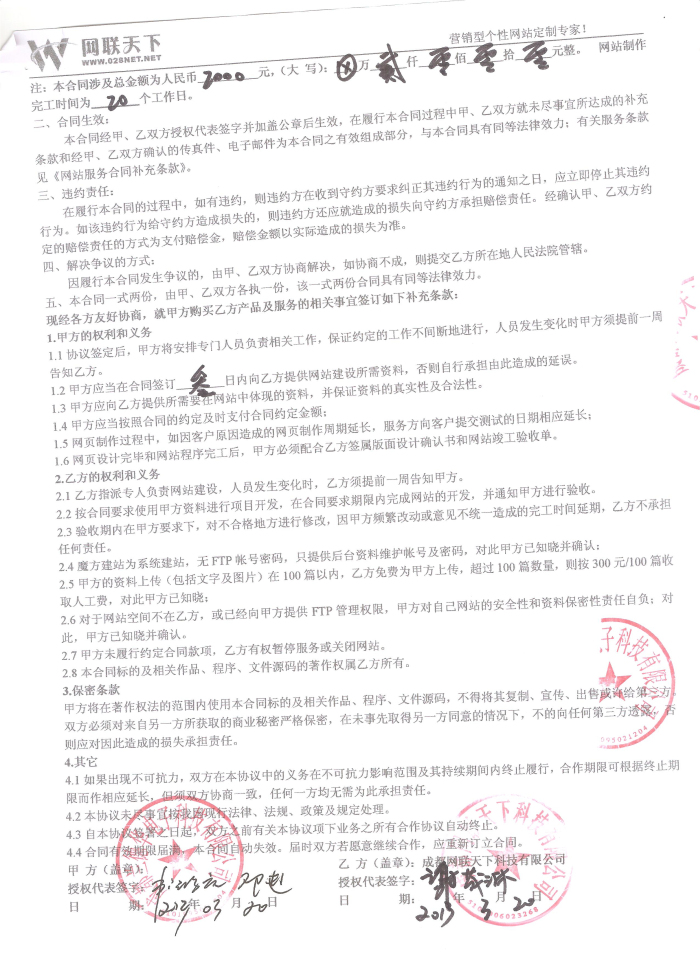 网联天下
WWW.028NET.NET
营销型个性网站定制专家！
注：本合同涉及总金额为人民币 2000 元，（大 写）： 万 贰 仟 零 佰 零 拾 零 元整。 网站制作
完工时间为 20 个工作日。
二、合同生效：
本合同经甲、乙双方授权代表签字并加盖公章后生效，在履行本合同过程中甲、乙双方就未尽事宜所达成的补充
条款和经甲、乙双方确认的传真件、电子邮件为本合同之有效组成部分，与本合同具有同等法律效力；有关服务条款
见《网站服务合同补充条款》。
三、违约责任：
在履行本合同的过程中，如有违约，则违约方在收到守约方要求纠正其违约行为的通知之日，应立即停止其违约
行为。如该违约行为给守约方造成损失的，则违约方还应就造成的损失向守约方承担赔偿责任。经确认甲、乙双方约
定的赔偿责任的方式为支付赔偿金，赔偿金额以实际造成的损失为准。
四、解决争议的方式：
因履行本合同发生争议的，由甲、乙双方协商解决，如协商不成，则提交乙方所在地人民法院管辖。
五、本合同一式两份，由甲、乙双方各执一份，该一式两份合同具有同等法律效力。
现经各方友好协商，就甲方购买乙方产品及服务的相关事宜签订如下补充条款：
1.甲方的权利和义务
1.1 协议签定后，甲方将安排专门人员负责相关工作，保证约定的工作不间断地进行，人员发生变化时甲方须提前一周
告知乙方。
1.2 甲方应当在合同签订 叁 日内向乙方提供网站建设所需资料，否则自行承担由此造成的延误。
1.3 甲方应向乙方提供所需要在网站中体现的资料，并保证资料的真实性及合法性。
1.4 甲方应当按照合同的约定及时支付合同约定金额；
1.5 网页制作过程中，如因客户原因造成的网页制作周期延长，服务方向客户提交测试的日期相应延长；
1.6 网页设计完毕和网站程序完工后，甲方必须配合乙方签属版面设计确认书和网站竣工验收单。
2.乙方的权利和义务
2.1 乙方指派专人负责网站建设，人员发生变化时，乙方须提前一周告知甲方。
2.2 按合同要求使用甲方资料进行项目开发，在合同要求期限内完成网站的开发，并通知甲方进行验收。
2.3 验收期内在甲方要求下，对不合格地方进行修改，因甲方频繁改动或意见不统一造成的完工时间延期，乙方不承担
任何责任。
2.4 魔方建站为系统建站，无 FTP 帐号密码，只提供后台资料维护帐号及密码，对此甲方已知晓并确认；
2.5 甲方的资料上传（包括文字及图片）在 100 篇以内，乙方免费为甲方上传，超过 100 篇数量，则按 300 元/100 篇收
取人工费，对此甲方已知晓；
2.6 对于网站空间不在乙方，或已经向甲方提供 FTP 管理权限，甲方对自己网站的安全性和资料保密性责任自负；对
此，甲方已知晓并确认。
2.7 甲方未履行约定合同款项，乙方有权暂停服务或关闭网站。
2.8 本合同标的及相关作品、程序、文件源码的著作权属乙方所有。
3.保密条款
甲方将在著作权法的范围内使用本合同标的及相关作品、程序、文件源码，不得将其复制、宣传、出售或 给第三方
双方必须对来自另一方所获取的商业秘密严格保密，在未事先取得另一方同意的情况下，不的向任何第三方透露，否
则应对因此造成的损失承担责任。
4.其它
4.1 如果出现不可抗力，双方在本协议中的义务在不可抗力影响范围及其持续期间内终止履行，合作期限可根据终止期
限而作相应延长，但须双方协商一致，任何一方均无需为此承担责任。
4.2 本协议未尽事宜按我国现行法律、法规、政策及规定处理。
4.3 自本协议签署之日起，双方之前有关本协议项下业务之所有合作协议自动终止。
4.4 合同有效期限届满，本合同自动失效。届时双方若愿意继续合作，应重新订立合同。
甲 方（盖章）： 乙 方（盖章）：成都网联天下科技有限公司
授权代表签字： 授权代表签字：
日 期： 2013 年 03 月 20 日 期： 2013 3 月 20 日
子科技有限公司
天下科技有限公司